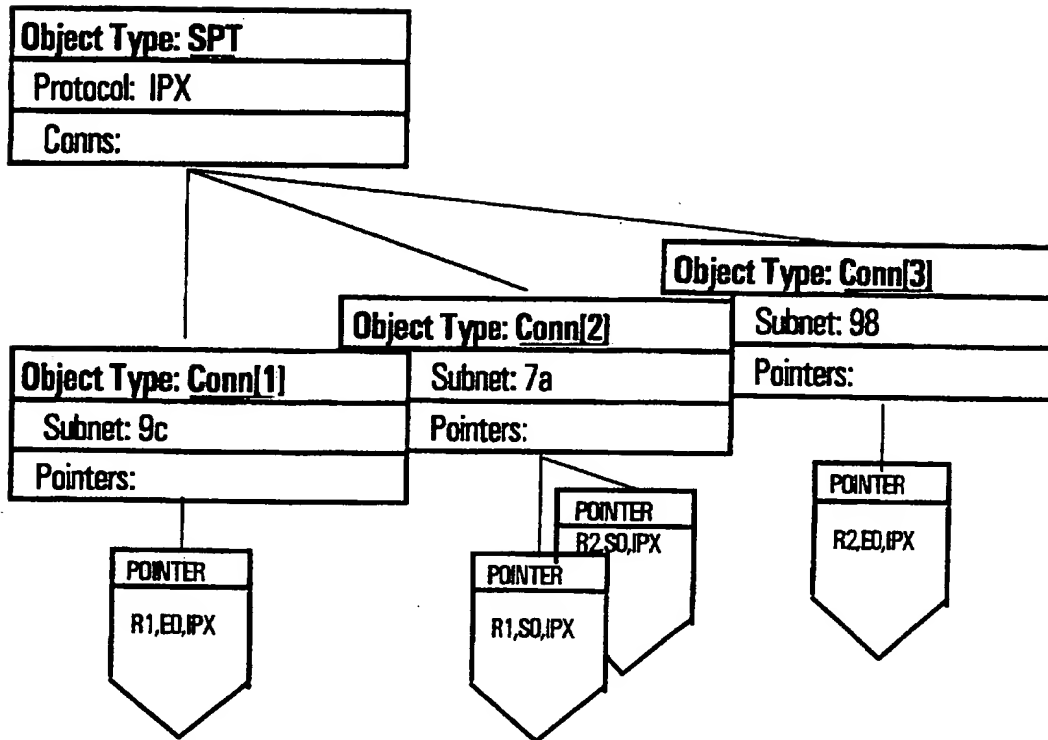 Object Type: SPT
Protocol: IPX
Conns:
Object Type: Conn[3]
Subnet: 98
Pointers:
Object Type: Conn[2]
Subnet: 7a
Pointers:
Object Type: Conn[1]
Subnet: 9c
Pointers:
POINTER
R1,E0,IPX
POINTER
R1,S0,IPX
POINTER
R2,S0,IPX
POINTER
R2,E0,IPX